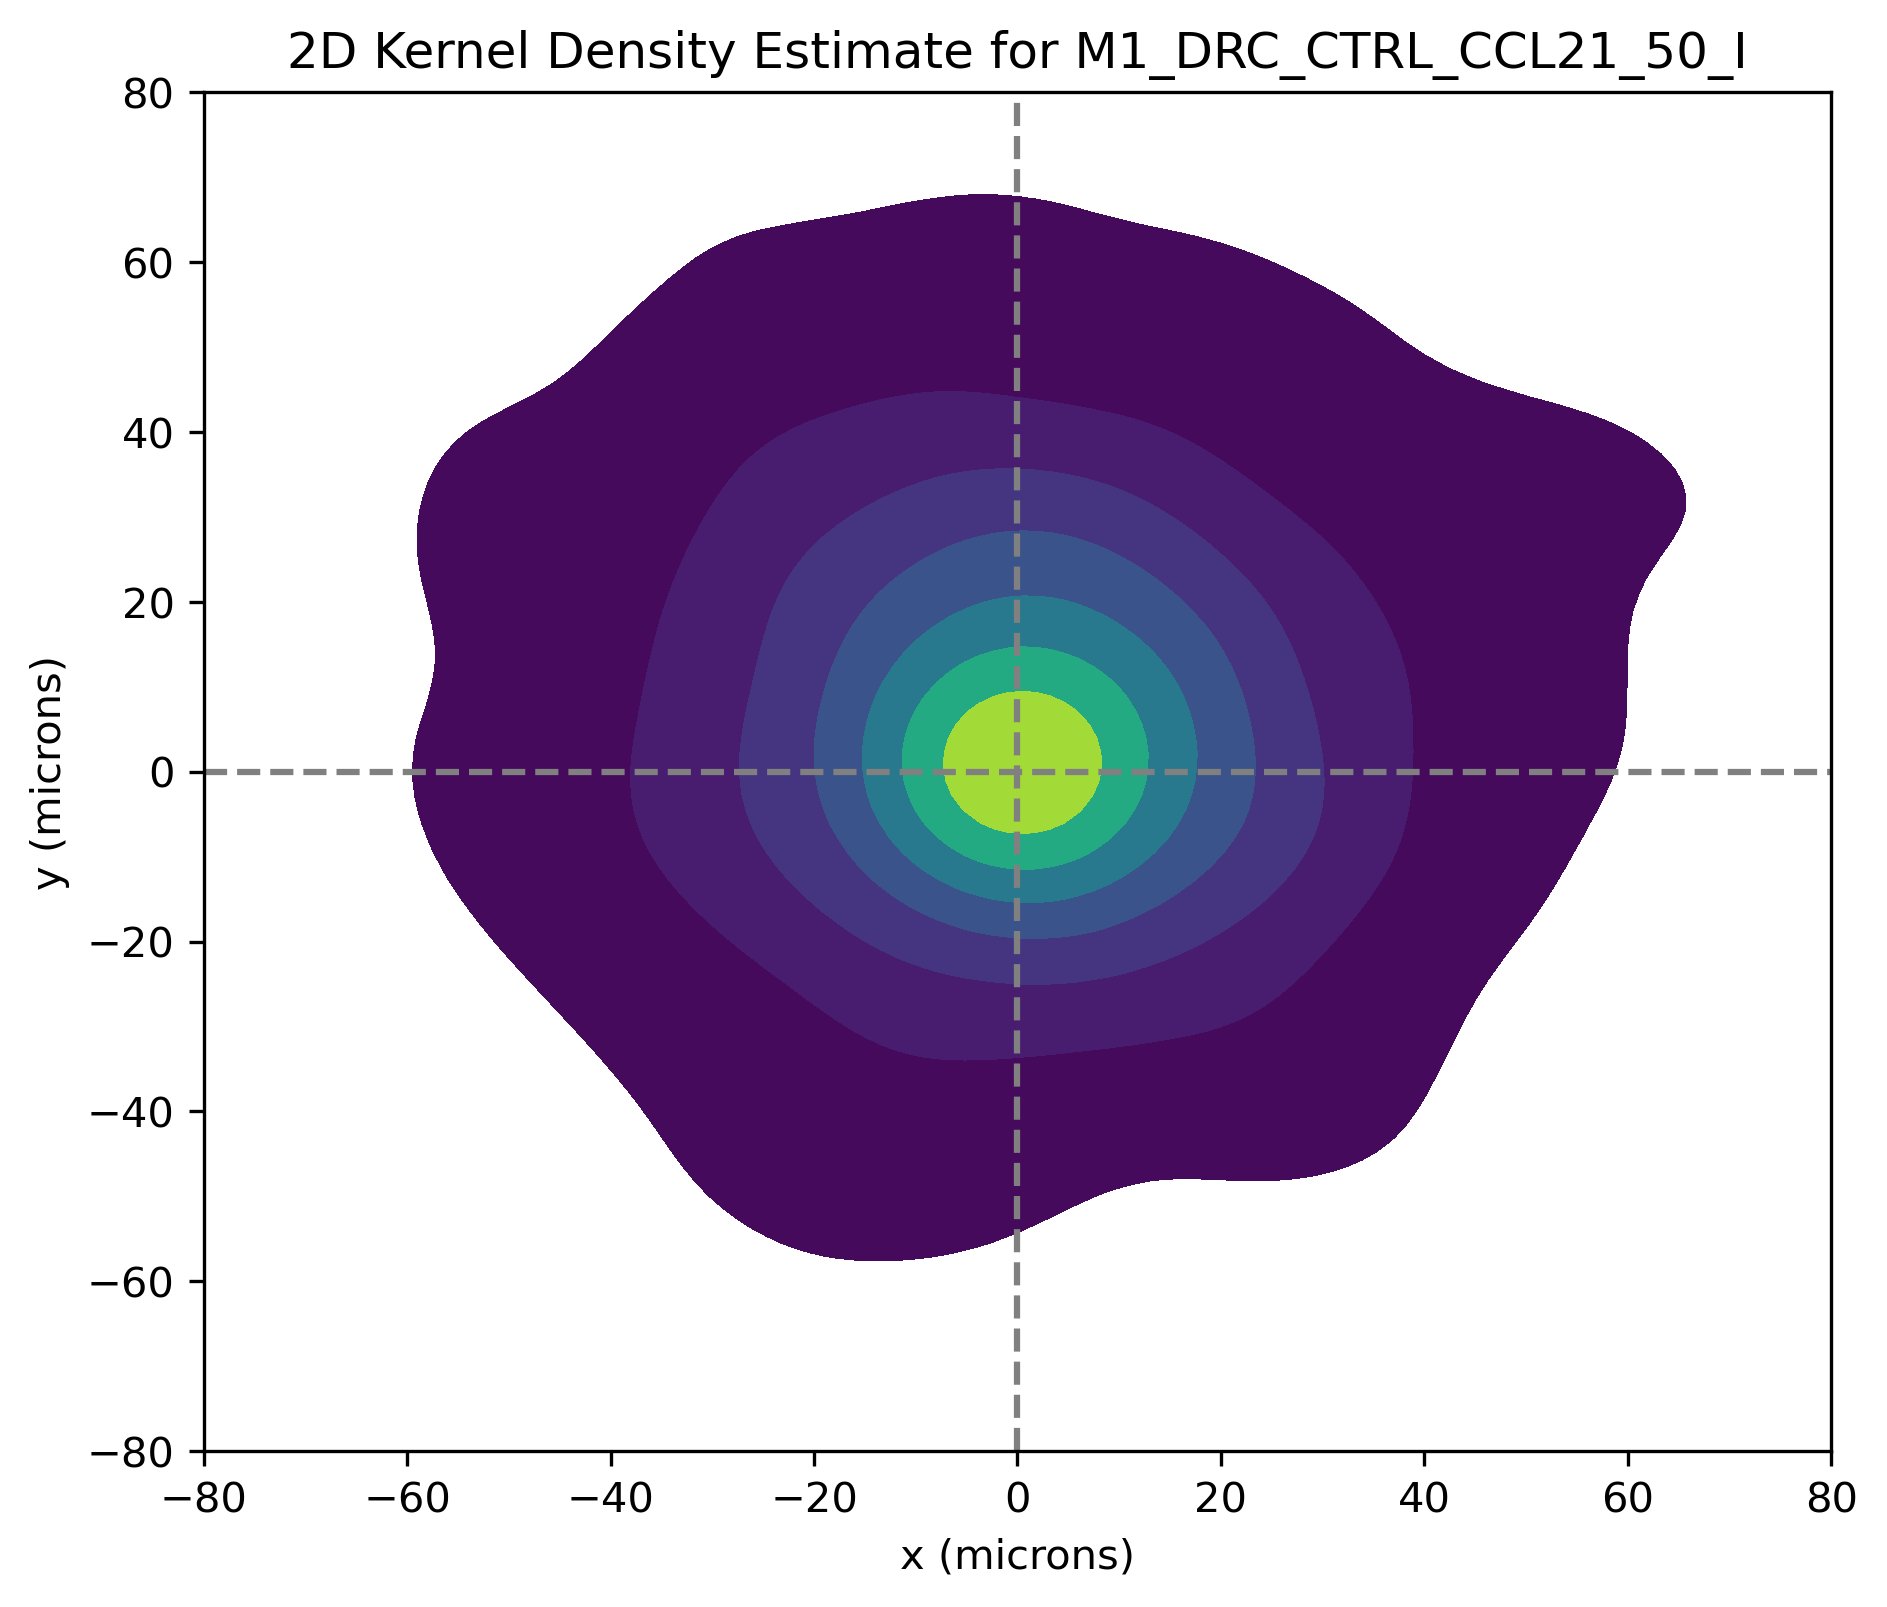 2D Kernel Density Estimate for M1_DRC_CTRL_CCL21_50_I
80
60
40
20
0
−20
−40
−60
−80
y (microns)
−80 −60 −40 −20 0 20 40 60 80
x (microns)